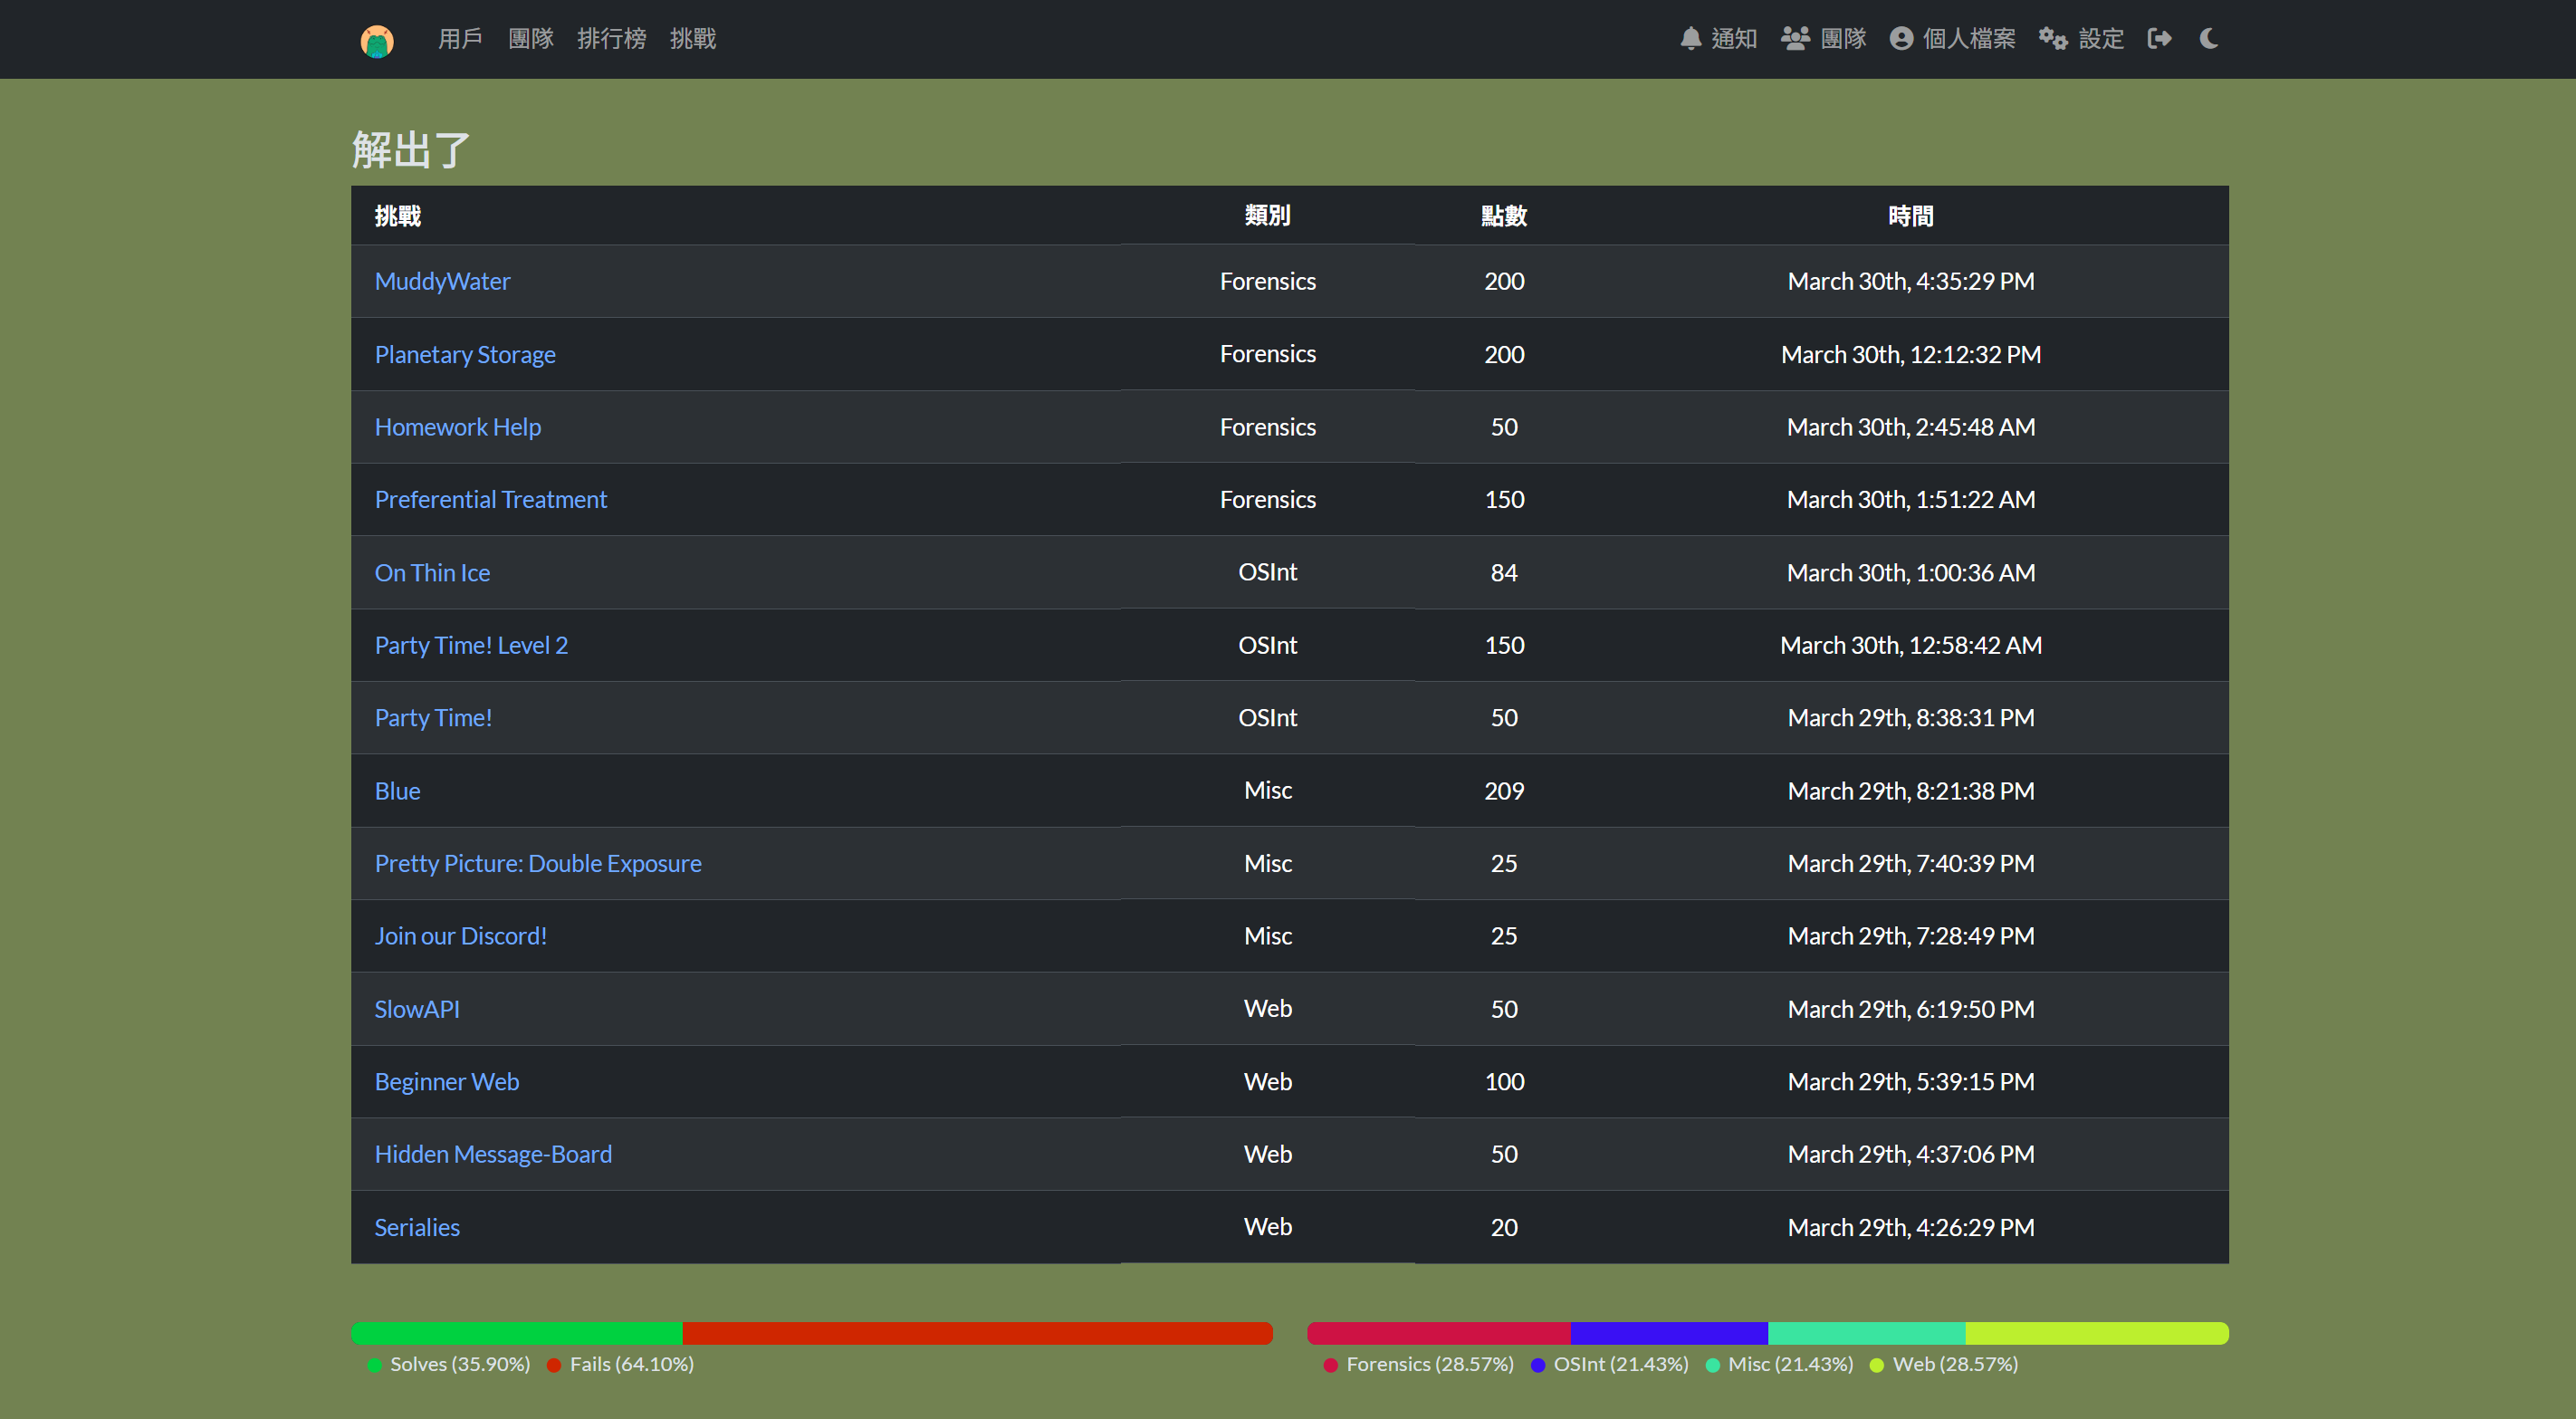 用戶 團隊 排行榜 挑戰 通知 團隊 個人檔案 設定
解出了
挑戰 類別 點數 時間
MuddyWater Forensics 200 March 30th, 4:35:29 PM
Planetary Storage Forensics 200 March 30th, 12:12:32 PM
Homework Help Forensics 50 March 30th, 2:45:48 AM
Preferential Treatment Forensics 150 March 30th, 1:51:22 AM
On Thin Ice OSInt 84 March 30th, 1:00:36 AM
Party Time! Level 2 OSInt 150 March 30th, 12:58:42 AM
Party Time! OSInt 50 March 29th, 8:38:31 PM
Blue Misc 209 March 29th, 8:21:38 PM
Pretty Picture: Double Exposure Misc 25 March 29th, 7:40:39 PM
Join our Discord! Misc 25 March 29th, 7:28:49 PM
SlowAPI Web 50 March 29th, 6:19:50 PM
Beginner Web Web 100 March 29th, 5:39:15 PM
Hidden Message-Board Web 50 March 29th, 4:37:06 PM
Serialies Web 20 March 29th, 4:26:29 PM
Solves (35.90%) Fails (64.10%) Forensics (28.57%) OSInt (21.43%) Misc (21.43%) Web (28.57%)